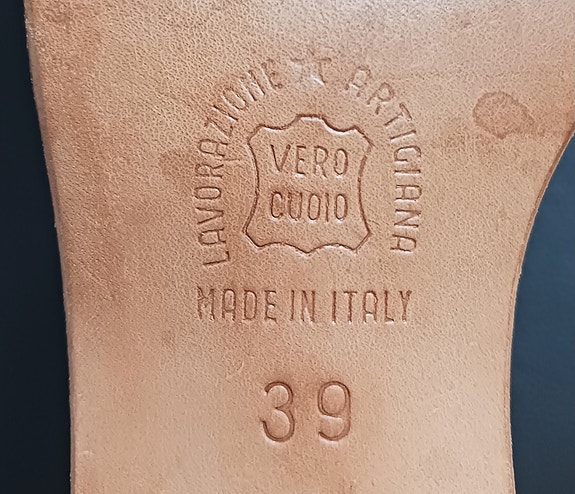 LAVORAZIONE ARTIGIANA
VERO
CUOIO
MADE IN ITALY
39